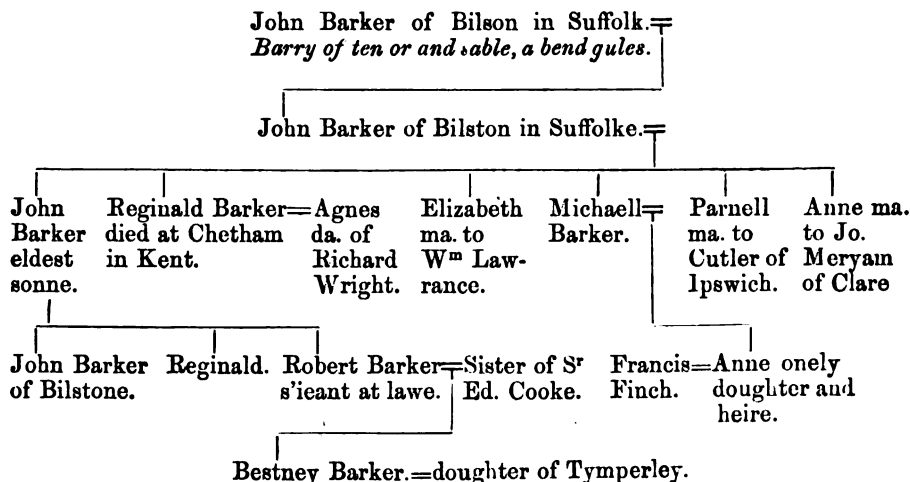 John Barker of Bilson in Suffolk.
Barry of ten or and sable, a bend gules.
John Barker of Bilston in Suffolke.
John
Barker
eldest
sonne.
Reginald Barker=Agnes
died at Chetham
in Kent.
da. of
Richard
Wright.
Elizabeth
ma. to
Wm Law-
rance.
Michaell
Barker.
Parnell
ma. to
Cutler of
Ipswich.
Anne ma.
to Jo.
Meryam
of Clare
John Barker
of Bilstone.
Reginald.
Robert Barker=Sister of Sr
s'ieant at lawe.
Ed. Cooke.
Francis=Anne onely
Finch.
doughter and
heire.
Bestney Barker.=doughter of Tymperley.